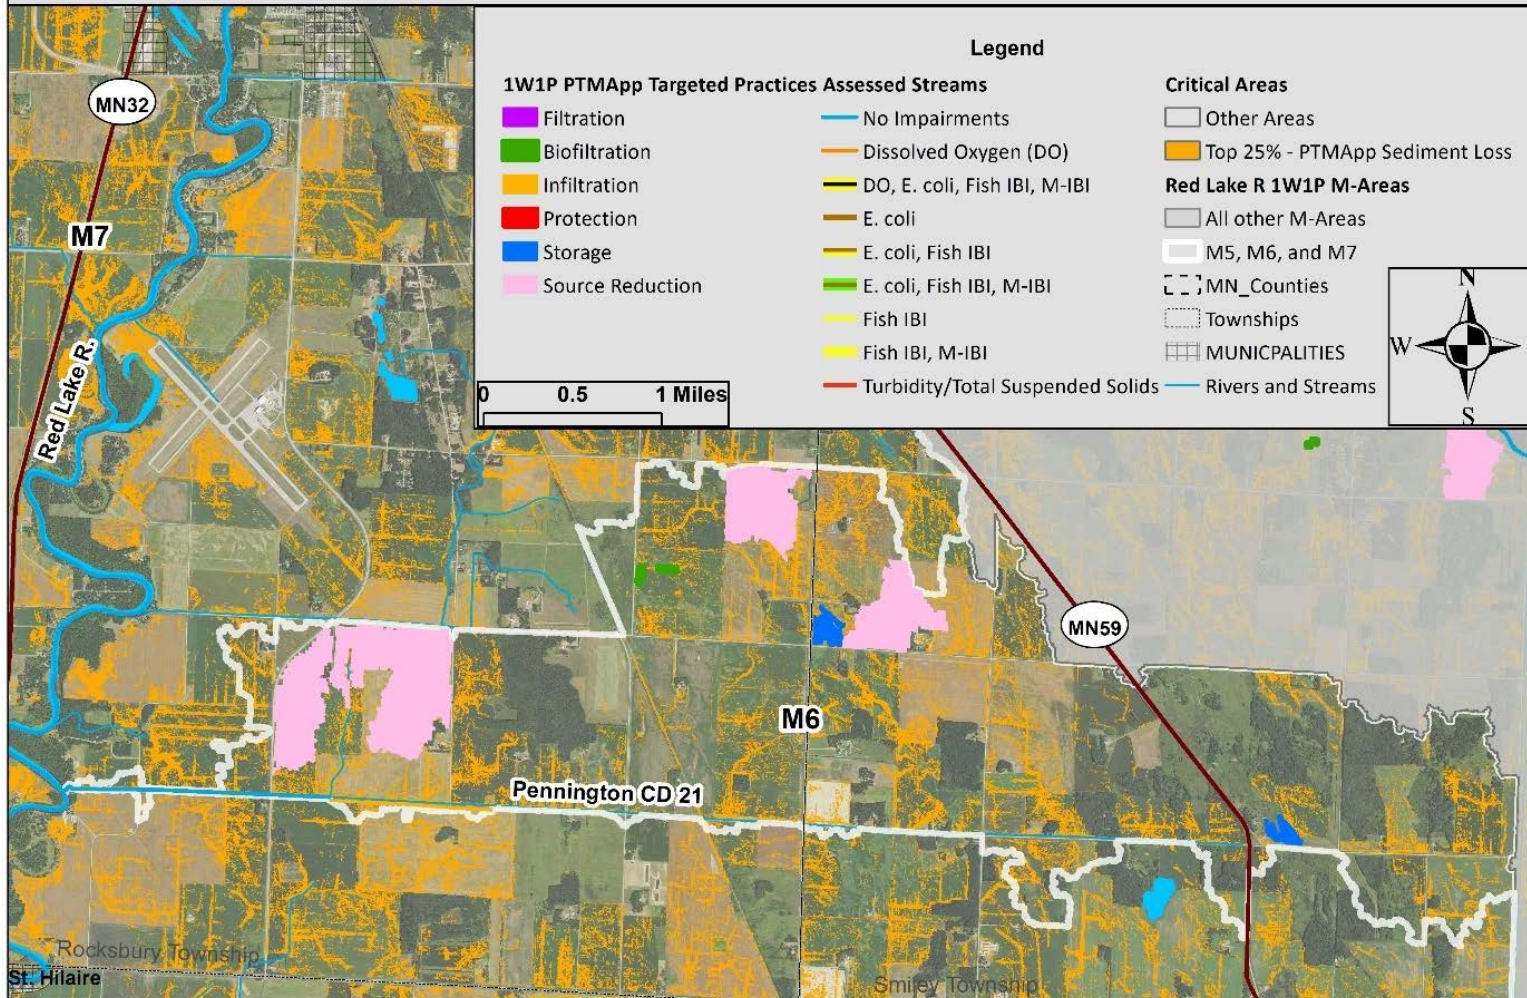 Legend
1W1P PTMApp Targeted Practices
Filtration
Biofiltration
Infiltration
Protection
Storage
Source Reduction
Assessed Streams
No Impairments
Dissolved Oxygen (DO)
DO, E. coli, Fish IBI, M-IBI
E. coli
E. coli, Fish IBI
E. coli, Fish IBI, M-IBI
Fish IBI
Fish IBI, M-IBI
Turbidity/Total Suspended Solids
Critical Areas
Other Areas
Top 25% - PTMApp Sediment Loss
Red Lake R 1W1P M-Areas
All other M-Areas
M5, M6, and M7
MN_Counties
Townships
MUNICPALITIES
Rivers and Streams
0 0.5 1 Miles
N
W
S
MN32
M7
Red Lake R.
MN59
M6
Pennington CD 21
Rocksbury Township
St. Hilaire
Smiley Township